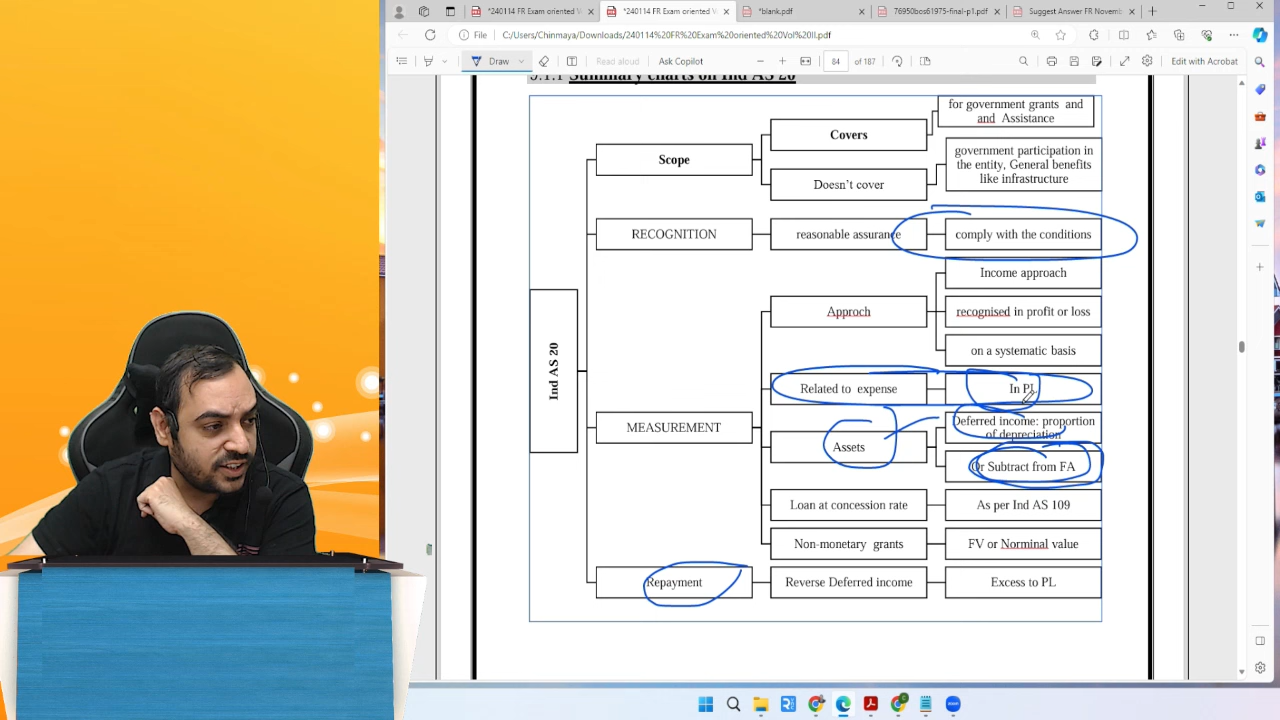 *240114 FR Exam oriented V
*240114 FR Exam oriented Vo
*blank.pdf
76950bos61975-final-p1.pdf
Suggest Answer FR Novemb
File
C:/Users/Chinmaya/Downloads/240114%20FR%20Exam%20oriented%20Vol%20II.pdf
Draw
Read aloud
Ask Copilot
84
of 187
Edit with Acrobat
Summary charts on Ind AS 20
Ind AS 20
Scope
Covers
for government grants and
and Assistance
Doesn't cover
government participation in
the entity, General benefits
like infrastructure
RECOGNITION
reasonable assurance
comply with the conditions
MEASUREMENT
Approch
Income approach
recognised in profit or loss
on a systematic basis
Related to expense
In PL
Assets
Deferred income: proportion
of depreciation
Or Subtract from FA
Loan at concession rate
As per Ind AS 109
Non-monetary grants
FV or Norminal value
Repayment
Reverse Deferred income
Excess to PL